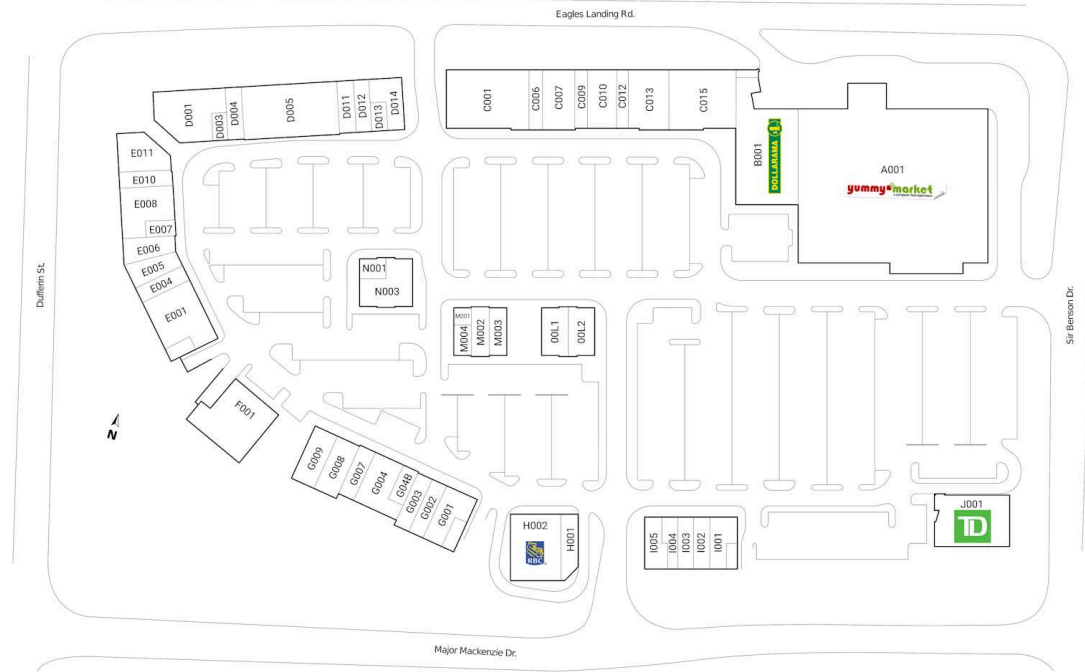 Eagles Landing Rd.
D001
D003
D004
D005
D011
D012
D013
D014
C001
C006
C007
C009
C010
C012
C013
C015
B001
DOLLARAMA
A001
yummy market
E011
E010
E008
E007
E006
E005
E004
E001
Dufferin St.
N001
N003
M001
M004
M002
M003
00L1
00L2
Sir Benson Dr.
F001
N
G009
G008
G007
G004
G04B
G003
G002
G001
H002
RBC
H001
I005
I004
I003
I002
I001
J001
TD
Major Mackenzie Dr.